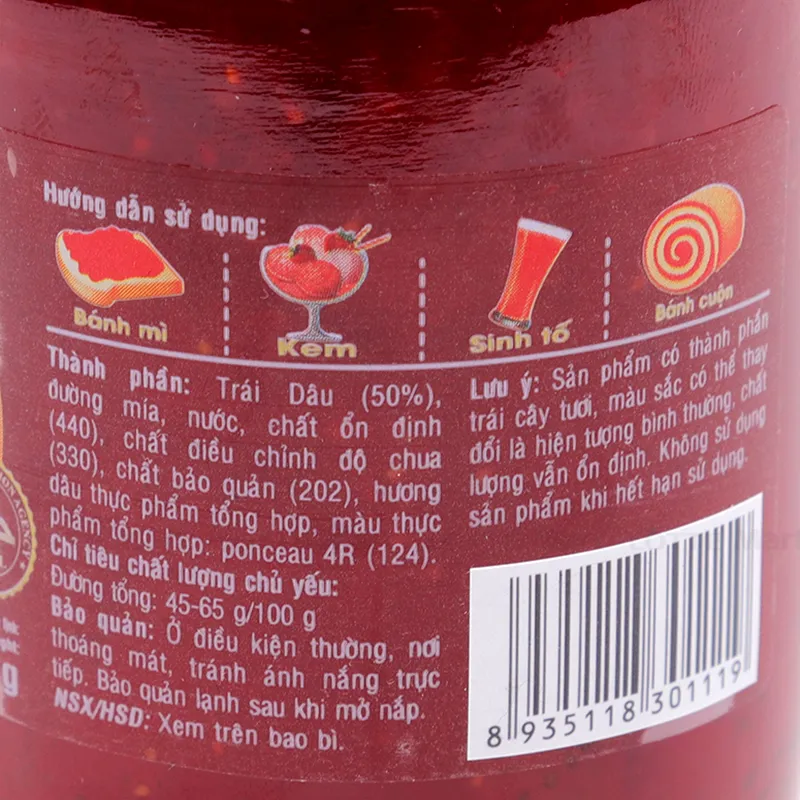 Hướng dẫn sử dụng:
Bánh mì
Kem
Sinh tố
Bánh cuộn
Thành phần: Trái Dâu (50%),
đường mía, nước, chất ổn định
(440), chất điều chỉnh độ chua
(330), chất bảo quản (202), hương
dâu thực phẩm tổng hợp, màu thực
phẩm tổng hợp: ponceau 4R (124).
Chỉ tiêu chất lượng chủ yếu:
Đường tổng: 45-65 g/100 g
Bảo quản: Ở điều kiện thường, nơi
thoáng mát, tránh ánh nắng trực
tiếp. Bảo quản lạnh sau khi mở nắp.
NSX/HSD: Xem trên bao bì.
Lưu ý: Sản phẩm có thành phần
trái cây tươi, màu sắc có thể thay
đổi là hiện tượng bình thường, chất
lượng vẫn ổn định. Không sử dụng
sản phẩm khi hết hạn sử dụng.
8 935118 301119